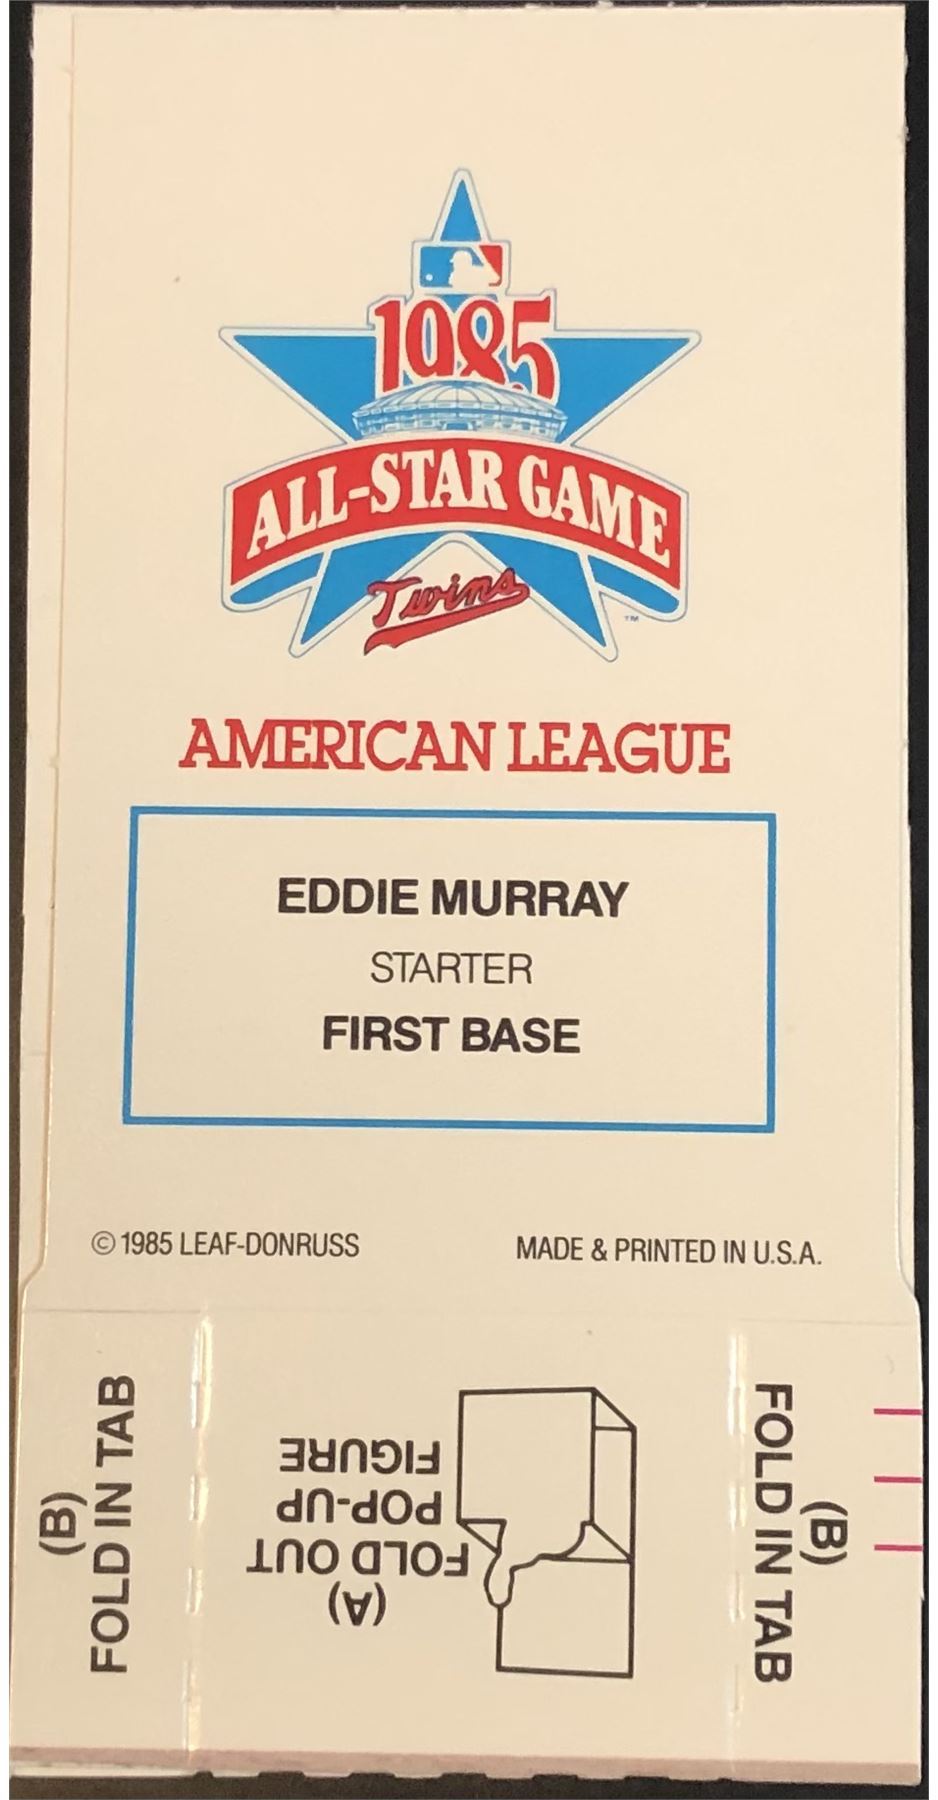 1985
ALL-STAR GAME
Twins
TM
AMERICAN LEAGUE
EDDIE MURRAY
STARTER
FIRST BASE
© 1985 LEAF-DONRUSS
MADE & PRINTED IN U.S.A.
(B)
FOLD IN TAB
(A)
FOLD OUT
POP-UP
FIGURE
(B)
FOLD IN TAB